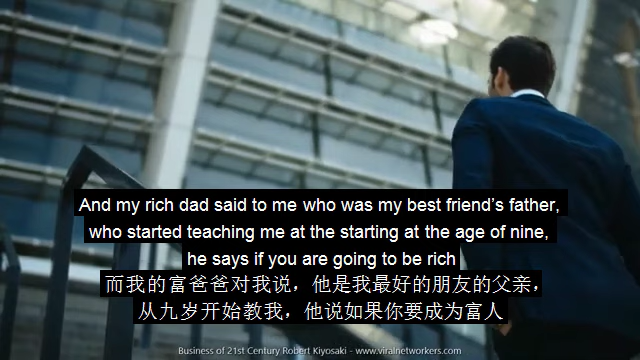 And my rich dad said to me who was my best friend's father,
who started teaching me at the starting at the age of nine,
he says if you are going to be rich
而我的富爸爸对我说，他是我最好的朋友的父亲，
从九岁开始教我，他说如果你要成为富人
Business of 21st Century Robert Kiyosaki - www.viralnetworkers.com